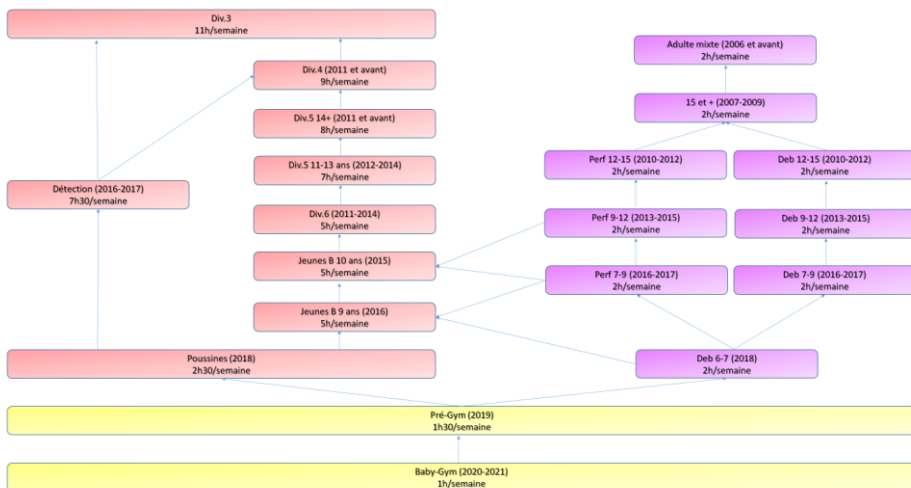 Div.3
11h/semaine
Adulte mixte (2006 et avant)
2h/semaine
Div.4 (2011 et avant)
9h/semaine
15 et + (2007-2009)
2h/semaine
Div.5 14+ (2011 et avant)
8h/semaine
Perf 12-15 (2010-2012)
2h/semaine
Deb 12-15 (2010-2012)
2h/semaine
Div.5 11-13 ans (2012-2014)
7h/semaine
Détection (2016-2017)
7h30/semaine
Div.6 (2011-2014)
5h/semaine
Perf 9-12 (2013-2015)
2h/semaine
Deb 9-12 (2013-2015)
2h/semaine
Jeunes B 10 ans (2015)
5h/semaine
Perf 7-9 (2016-2017)
2h/semaine
Deb 7-9 (2016-2017)
2h/semaine
Jeunes B 9 ans (2016)
5h/semaine
Poussines (2018)
2h30/semaine
Deb 6-7 (2018)
2h/semaine
Pré-Gym (2019)
1h30/semaine
Baby-Gym (2020-2021)
1h/semaine